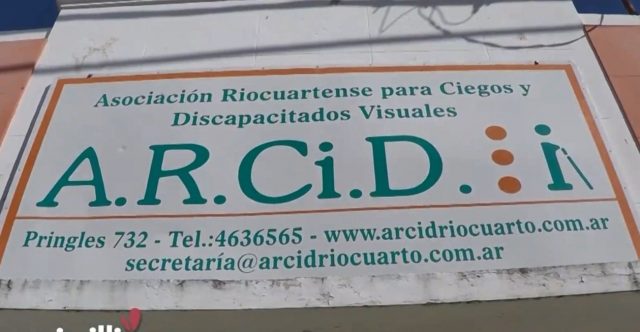 Asociación Riocuartense para Ciegos y
Discapacitados Visuales
A.R.Ci.D.
Pringles 732 - Tel.:4636565 - www.arcidriocuarto.com.ar
secretaría@arcidriocuarto.com.ar